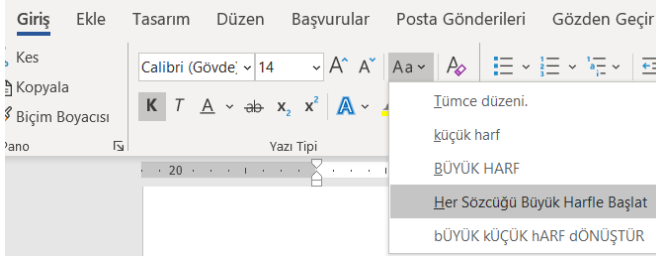 Giriş Ekle Tasarım Düzen Başvurular Posta Gönderileri Gözden Geçir
Kes
Kopyala
Biçim Boyacısı
Pano
Calibri (Gövde) 14 A A Aa A
K T A ab x₂ x² A
Yazı Tipi
20
Tümce düzeni.
küçük harf
BÜYÜK HARF
Her Sözcüğü Büyük Harfle Başlat
bÜYÜK kÜÇÜK hARF dÖNÜŞTÜR